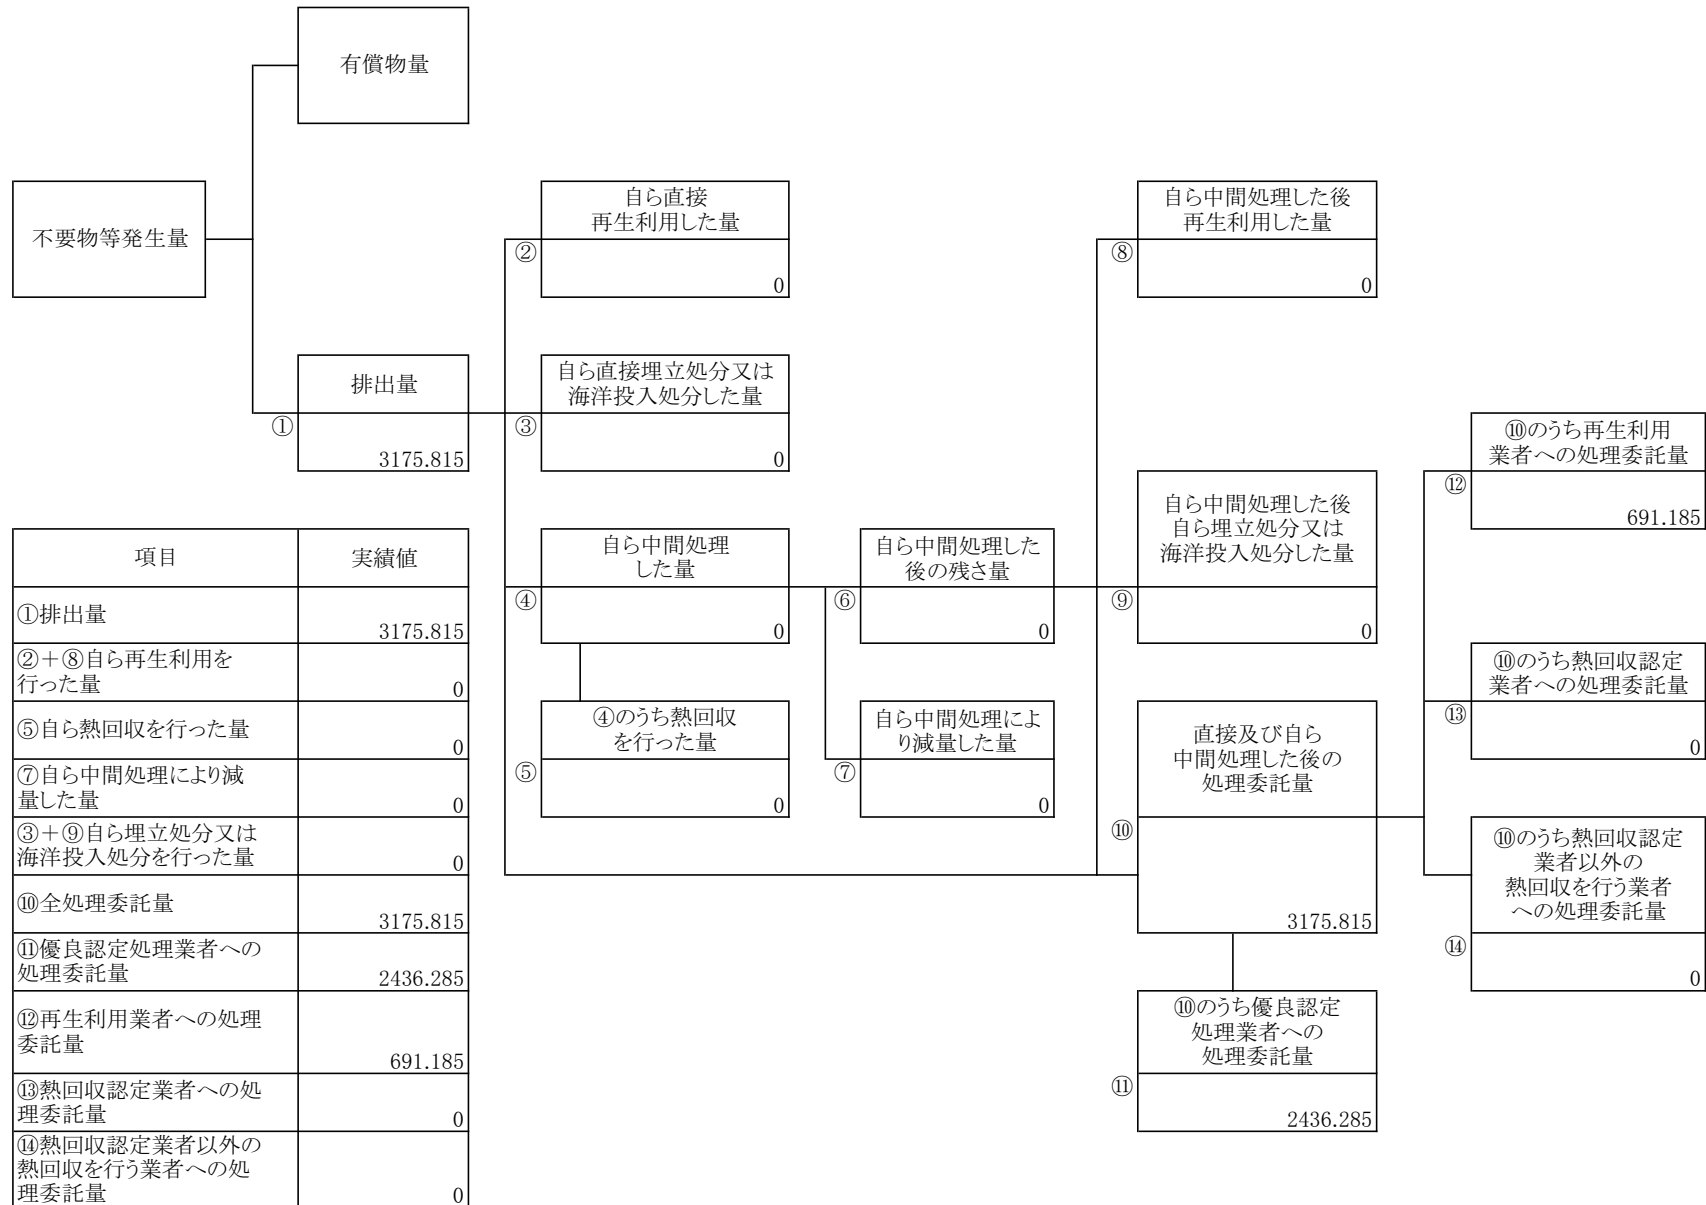 有償物量
不要物等発生量
自ら直接
再生利用した量
②
0
自ら中間処理した後
再生利用した量
⑧
0
排出量
①
3175.815
自ら直接埋立処分又は
海洋投入処分した量
③
0
⑩のうち再生利用
業者への処理委託量
⑫
691.185
自ら中間処理
した量
④
0
自ら中間処理した
後の残さ量
⑥
0
自ら中間処理した後
自ら埋立処分又は
海洋投入処分した量
⑨
0
⑩のうち熱回収認定
業者への処理委託量
⑬
0
④のうち熱回収
を行った量
⑤
0
自ら中間処理によ
り減量した量
⑦
0
直接及び自ら
中間処理した後の
処理委託量
⑩
3175.815
⑩のうち熱回収認定
業者以外の
熱回収を行う業者
への処理委託量
⑭
0
⑩のうち優良認定
処理業者への
処理委託量
⑪
2436.285
項目
実績値
①排出量
3175.815
②＋⑧自ら再生利用を
行った量
0
⑤自ら熱回収を行った量
0
⑦自ら中間処理により減
量した量
0
③＋⑨自ら埋立処分又は
海洋投入処分を行った量
0
⑩全処理委託量
3175.815
⑪優良認定処理業者への
処理委託量
2436.285
⑫再生利用業者への処理
委託量
691.185
⑬熱回収認定業者への処
理委託量
0
⑭熱回収認定業者以外の
熱回収を行う業者への処
理委託量
0